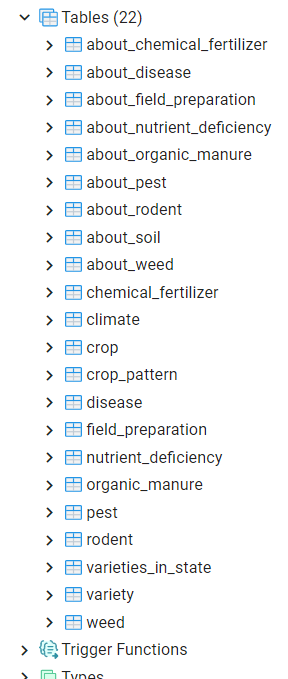 Tables (22)
about_chemical_fertilizer
about_disease
about_field_preparation
about_nutrient_deficiency
about_organic_manure
about_pest
about_rodent
about_soil
about_weed
chemical_fertilizer
climate
crop
crop_pattern
disease
field_preparation
nutrient_deficiency
organic_manure
pest
rodent
varieties_in_state
variety
weed
Trigger Functions
Types